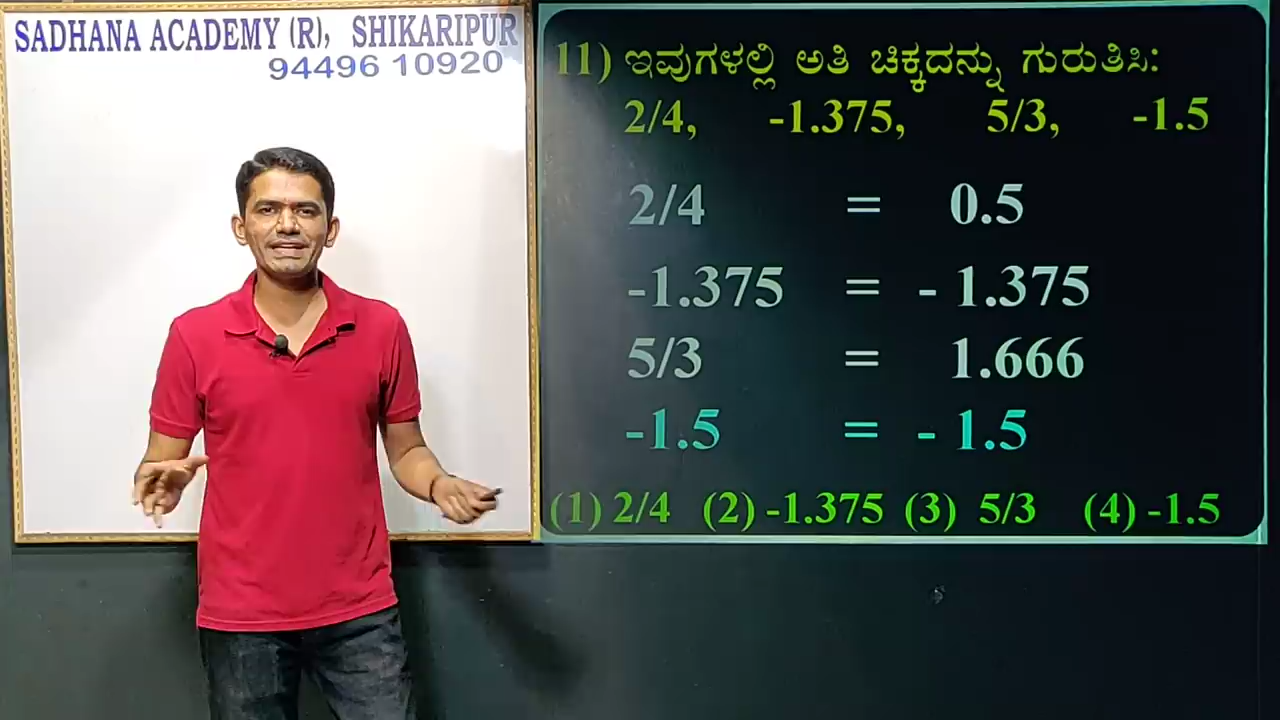 SADHANA ACADEMY (R), SHIKARIPUR
94496 10920
11) ಇವುಗಳಲ್ಲಿ ಅತಿ ಚಿಕ್ಕದನ್ನು ಗುರುತಿಸಿ:
2/4, -1.375, 5/3, -1.5
2/4 = 0.5
-1.375 = - 1.375
5/3 = 1.666
-1.5 = - 1.5
(1) 2/4 (2) -1.375 (3) 5/3 (4) -1.5